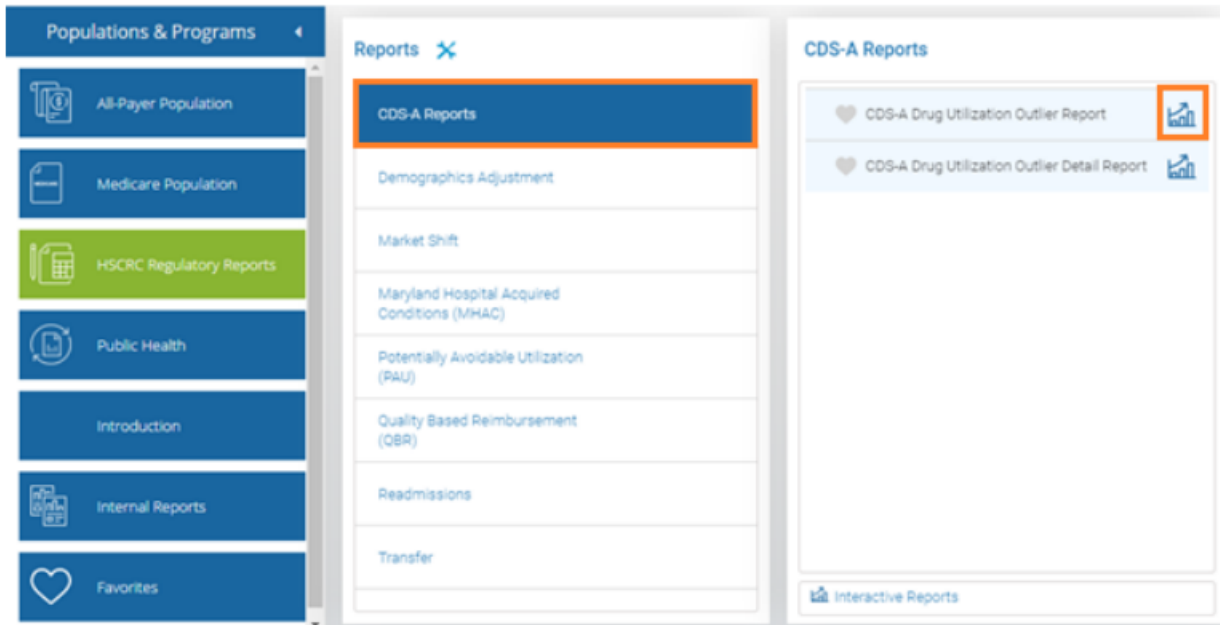 Populations & Programs
All-Payer Population
Medicare Population
HSCRC Regulatory Reports
Public Health
Introduction
Internal Reports
Favorites
Reports
CDS-A Reports
Demographics Adjustment
Market Shift
Maryland Hospital Acquired
Conditions (MHAC)
Potentially Avoidable Utilization
(PAU)
Quality Based Reimbursement
(QBR)
Readmissions
Transfer
CDS-A Reports
CDS-A Drug Utilization Outlier Report
CDS-A Drug Utilization Outlier Detail Report
Interactive Reports